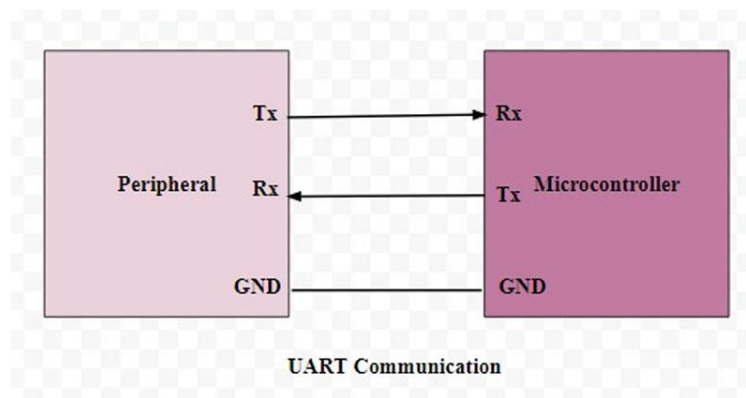 Tx
Rx
Peripheral
Rx
Tx
Microcontroller
GND
GND
UART Communication